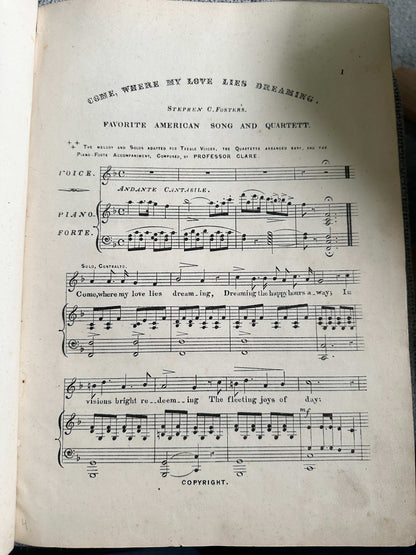 1
COME, WHERE MY LOVE LIES DREAMING.
STEPHEN C. FOSTER'S.
FAVORITE AMERICAN SONG AND QUARTETT.
THE MELODY AND SOLOS ADAPTED FOR TREBLE VOICES, THE QUARTETTE ARRANGED EASY, AND THE
PIANO-FORTE ACCOMPANIMENT, COMPOSED, BY PROFESSOR CLARE.
VOICE.
ANDANTE CANTABILE.
PIANO.
FORTE.
SOLO, CONTRALTO.
Come, where my love lies dream_ing, Dreaming the happy hours a_way; In
visions bright re__deem_ing The fleeting joys of day:
mf
COPYRIGHT.